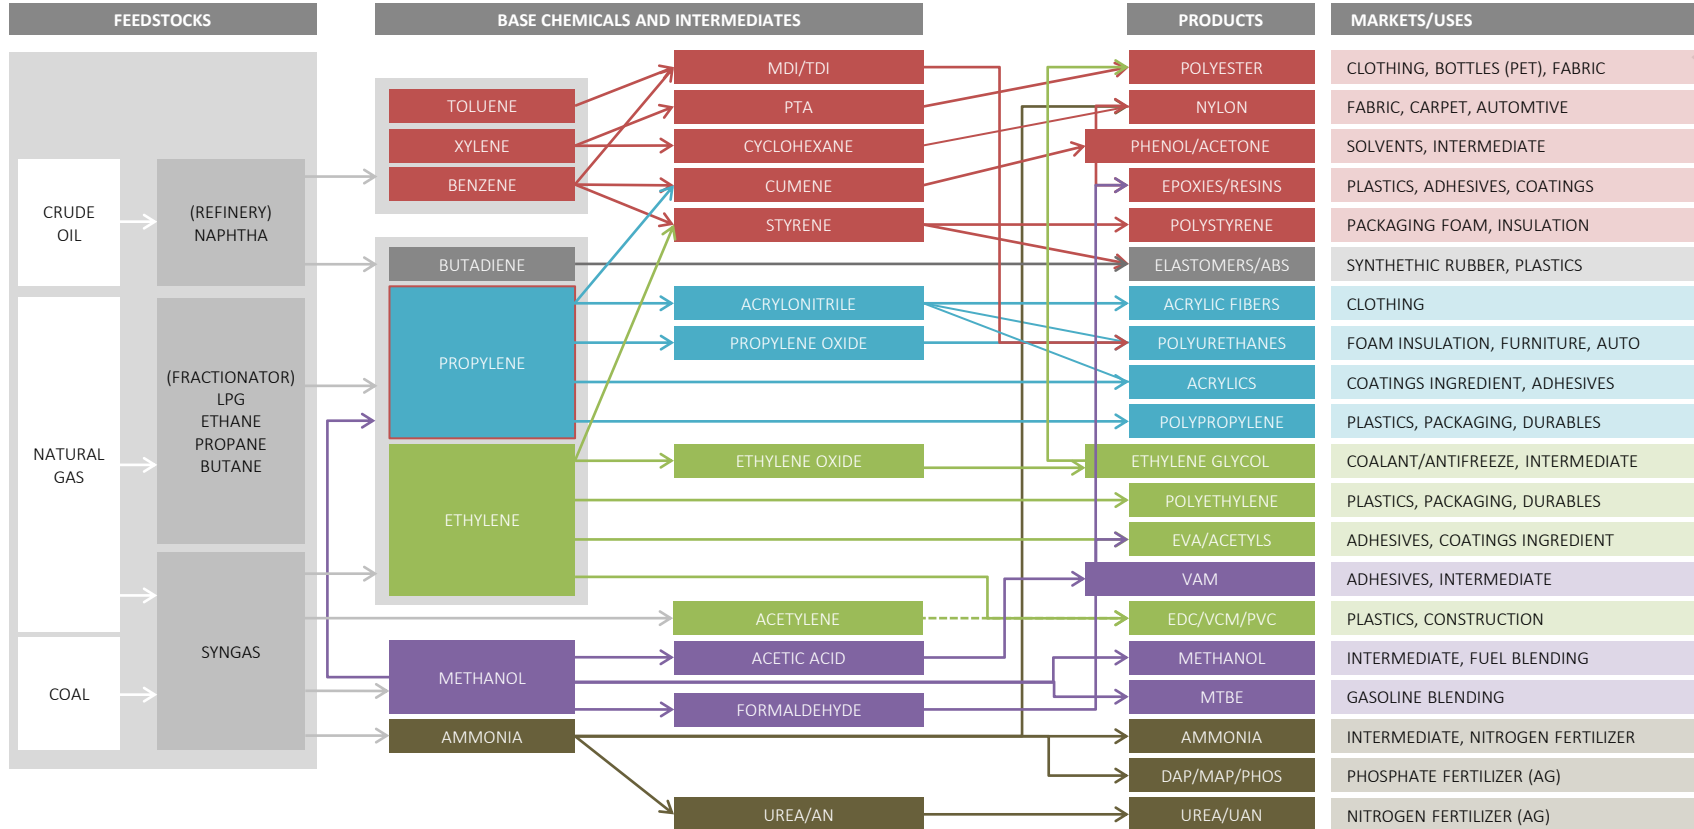 FEEDSTOCKS
BASE CHEMICALS AND INTERMEDIATES
PRODUCTS
MARKETS/USES
CRUDE
OIL
NATURAL
GAS
COAL
(REFINERY)
NAPHTHA
(FRACTIONATOR)
LPG
ETHANE
PROPANE
BUTANE
SYNGAS
TOLUENE
XYLENE
BENZENE
BUTADIENE
PROPYLENE
ETHYLENE
METHANOL
AMMONIA
MDI/TDI
PTA
CYCLOHEXANE
CUMENE
STYRENE
ACRYLONITRILE
PROPYLENE OXIDE
ETHYLENE OXIDE
ACETYLENE
ACETIC ACID
FORMALDEHYDE
UREA/AN
POLYESTER
CLOTHING, BOTTLES (PET), FABRIC
NYLON
FABRIC, CARPET, AUTOMTIVE
PHENOL/ACETONE
SOLVENTS, INTERMEDIATE
EPOXIES/RESINS
PLASTICS, ADHESIVES, COATINGS
POLYSTYRENE
PACKAGING FOAM, INSULATION
ELASTOMERS/ABS
SYNTHETHIC RUBBER, PLASTICS
ACRYLIC FIBERS
CLOTHING
POLYURETHANES
FOAM INSULATION, FURNITURE, AUTO
ACRYLICS
COATINGS INGREDIENT, ADHESIVES
POLYPROPYLENE
PLASTICS, PACKAGING, DURABLES
ETHYLENE GLYCOL
COALANT/ANTIFREEZE, INTERMEDIATE
POLYETHYLENE
PLASTICS, PACKAGING, DURABLES
EVA/ACETYLS
ADHESIVES, COATINGS INGREDIENT
VAM
ADHESIVES, INTERMEDIATE
EDC/VCM/PVC
PLASTICS, CONSTRUCTION
METHANOL
INTERMEDIATE, FUEL BLENDING
MTBE
GASOLINE BLENDING
AMMONIA
INTERMEDIATE, NITROGEN FERTILIZER
DAP/MAP/PHOS
PHOSPHATE FERTILIZER (AG)
UREA/UAN
NITROGEN FERTILIZER (AG)